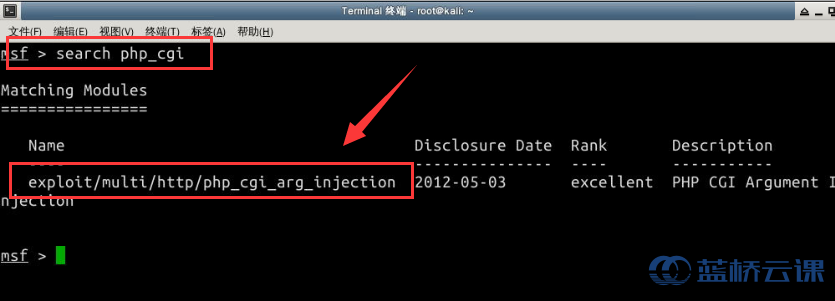 Terminal 终端 - root@kali: ~
文件(F) 编辑(E) 视图(V) 终端(T) 标签(A) 帮助(H)
msf > search php_cgi
Matching Modules
================
Name Disclosure Date Rank Description
---- --------------- ---- -----------
exploit/multi/http/php_cgi_arg_injection 2012-05-03 excellent PHP CGI Argument I
njection
msf >
蓝桥云课